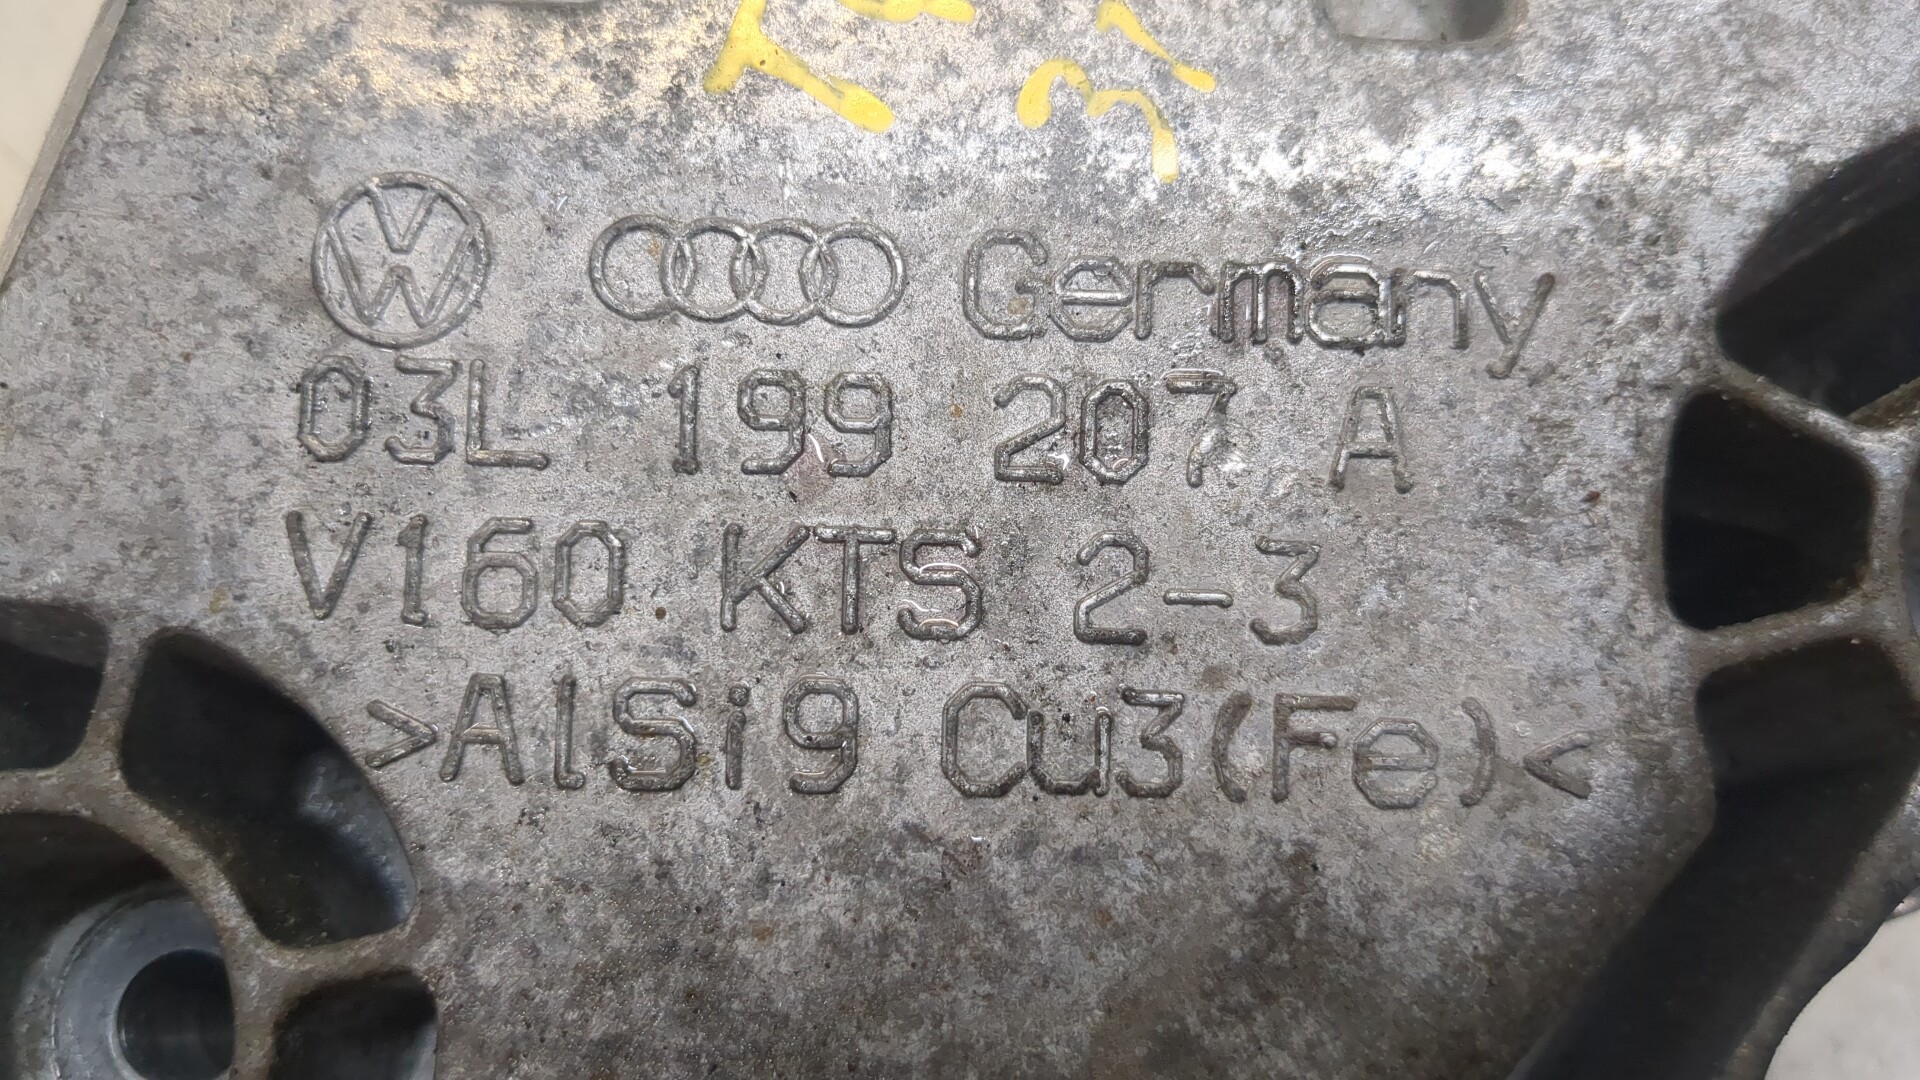 Germany
03L 199 207 A
V160 KTS 2-3
>AlSi9 Cu3(Fe)<